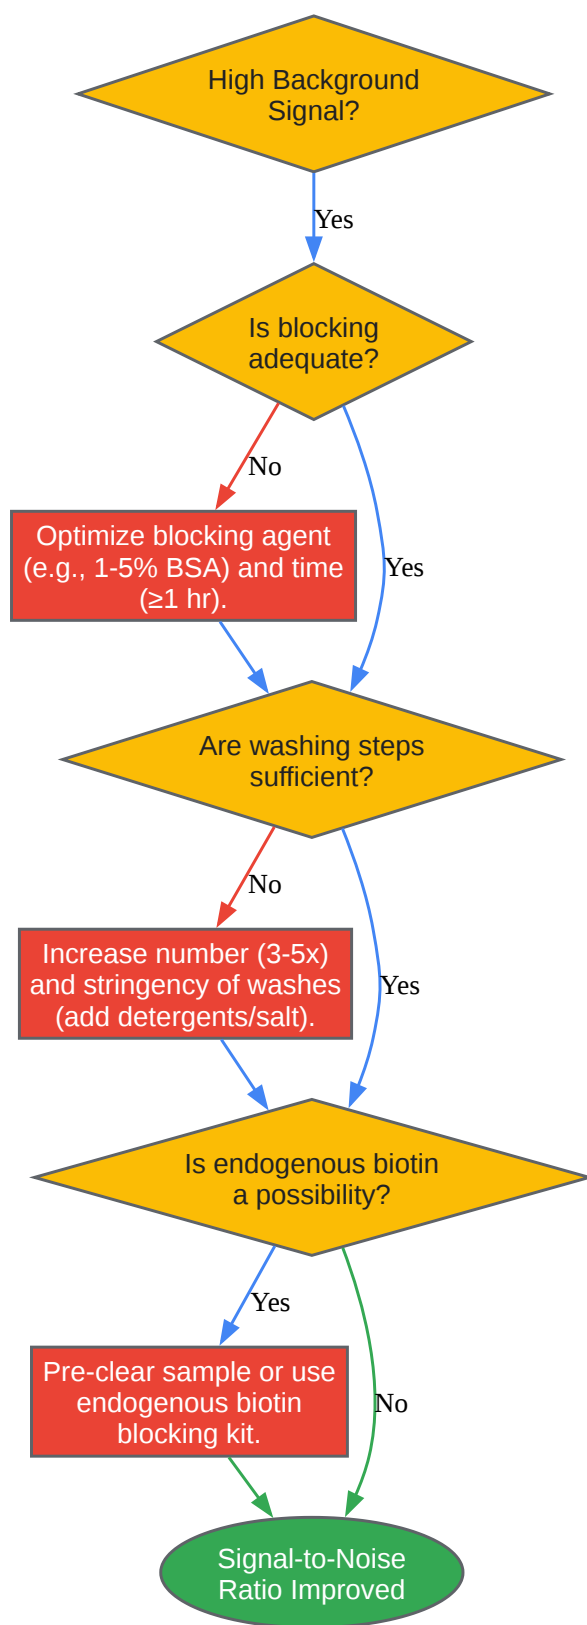 High Background
Signal?
Yes
Is blocking
adequate?
No
Optimize blocking agent
(e.g., 1-5% BSA) and time
(≥1 hr).
Yes
Are washing steps
sufficient?
No
Increase number (3-5x)
and stringency of washes
(add detergents/salt).
Yes
Is endogenous biotin
a possibility?
Yes
Pre-clear sample or use
endogenous biotin
blocking kit.
No
Signal-to-Noise
Ratio Improved